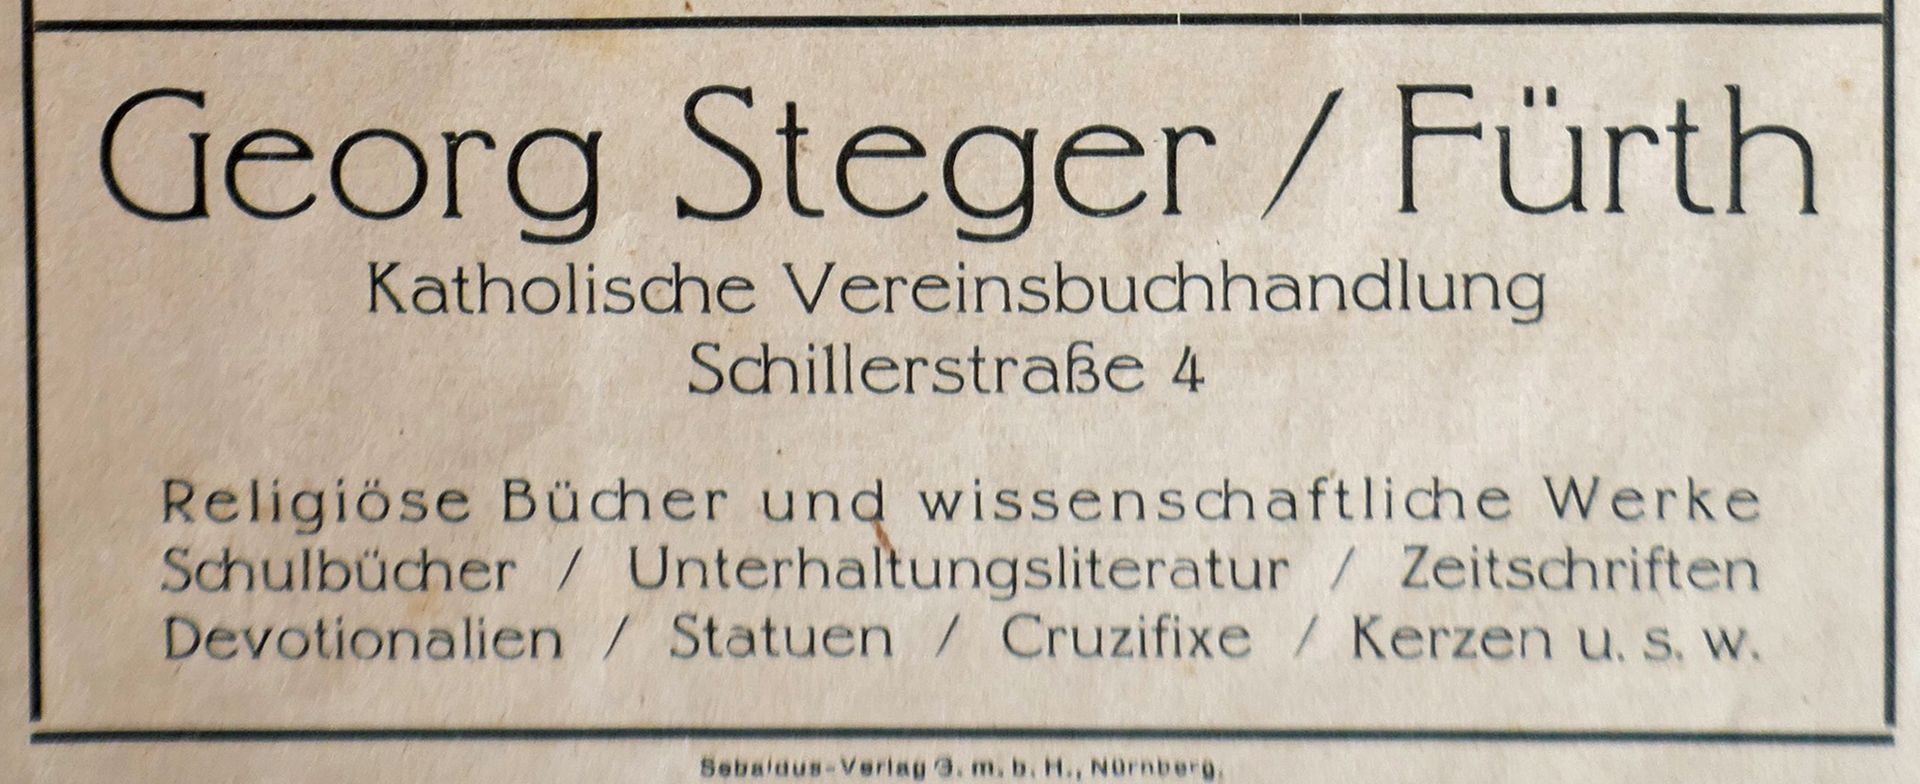 Georg Steger / Fürth
Katholische Vereinsbuchhandlung
Schillerstraße 4
Religiöse Bücher und wissenschaftliche Werke
Schulbücher / Unterhaltungsliteratur / Zeitschriften
Devotionalien / Statuen / Cruzifixe / Kerzen u. s. w.
Sebaldus-Verlag G. m. b. H., Nürnberg.